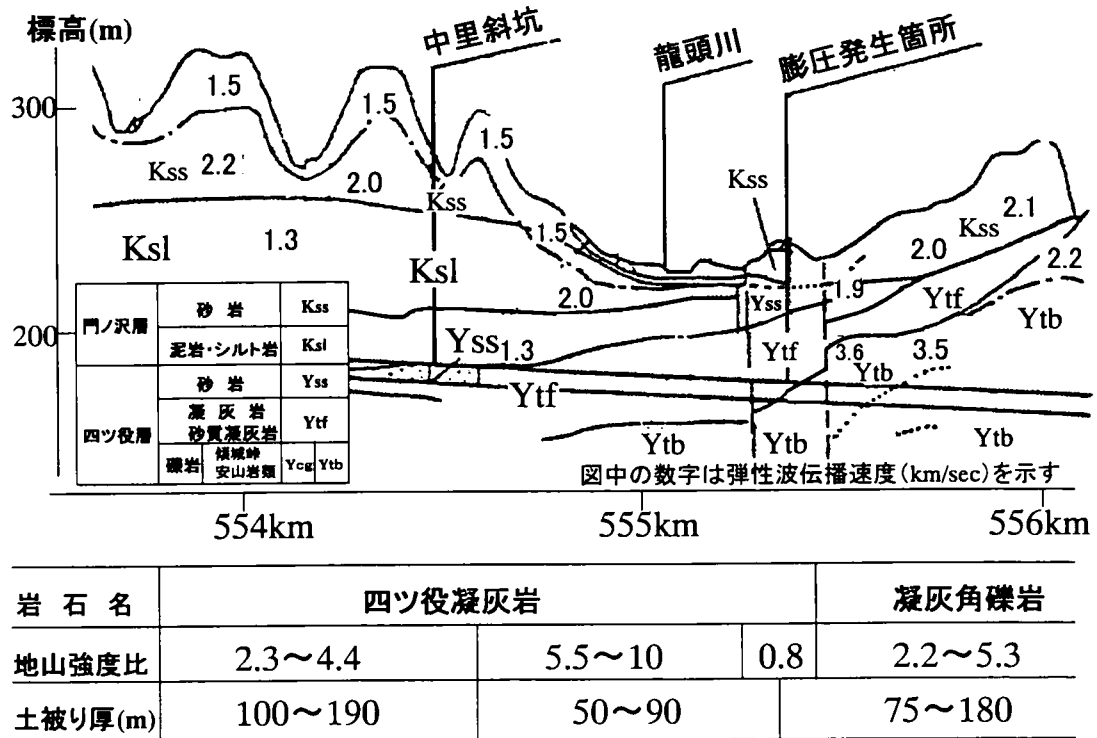 標高(m)
中里斜坑
龍頭川
膨圧発生箇所
300
200
1.5
1.5
1.5
Kss 2.2
2.0
Kss
Kss
Kss
2.1
Ksl
1.3
Ksl
1.5
2.0
2.0
1.9
2.2
Yss
Ytf
Ytf
Ytb
Yss 1.3
3.6
3.5
Ytb
Ytf
Ytb
Ytb
Ytb
門ノ沢層 砂岩 Kss
泥岩・シルト岩 Ksl
四ツ役層 砂岩 Yss
凝灰岩
砂質凝灰岩 Ytf
礫岩 傾城峠
安山岩類 Ycg Ytb
図中の数字は弾性波伝播速度(km/sec)を示す
554km 555km 556km
岩石名 四ツ役凝灰岩 凝灰角礫岩
地山強度比 2.3~4.4 5.5~10 0.8 2.2~5.3
土被り厚(m) 100~190 50~90 75~180